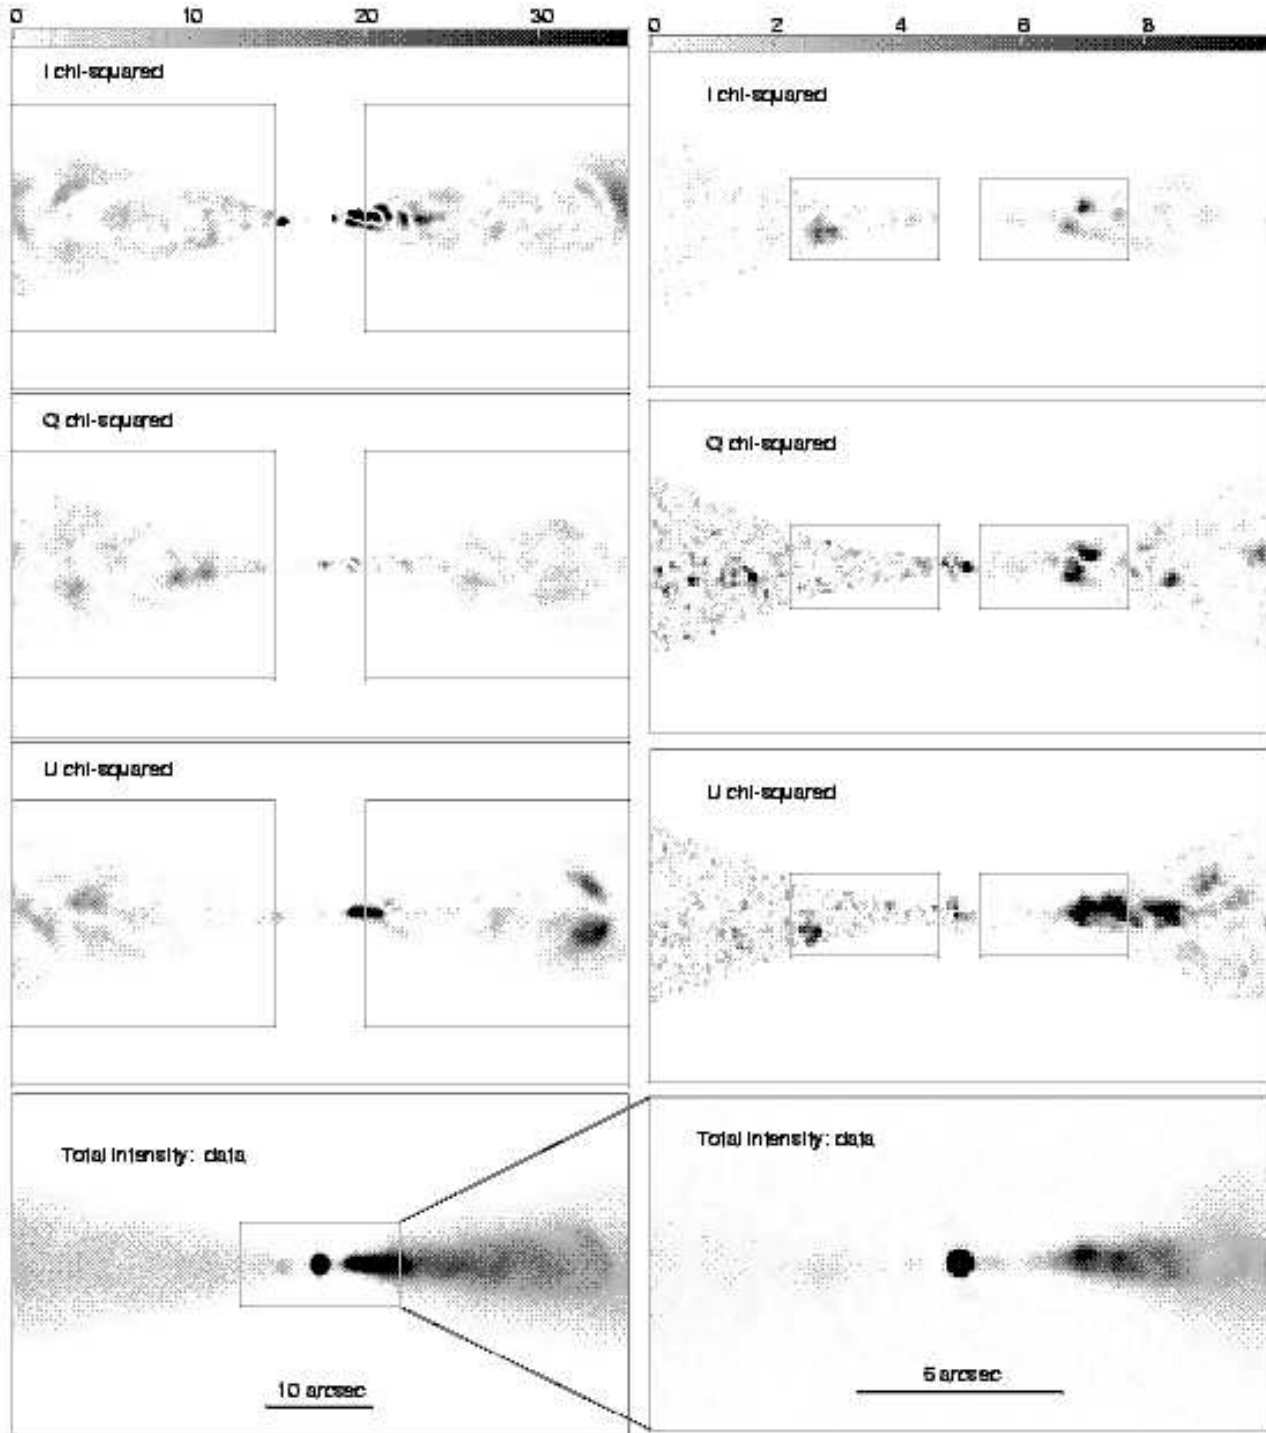 0 10 20 30
I chi-squared
Q chi-squared
U chi-squared
Total intensity: data
10 arcsec
0 2 4 6 8
I chi-squared
Q chi-squared
U chi-squared
Total intensity: data
5 arcsec